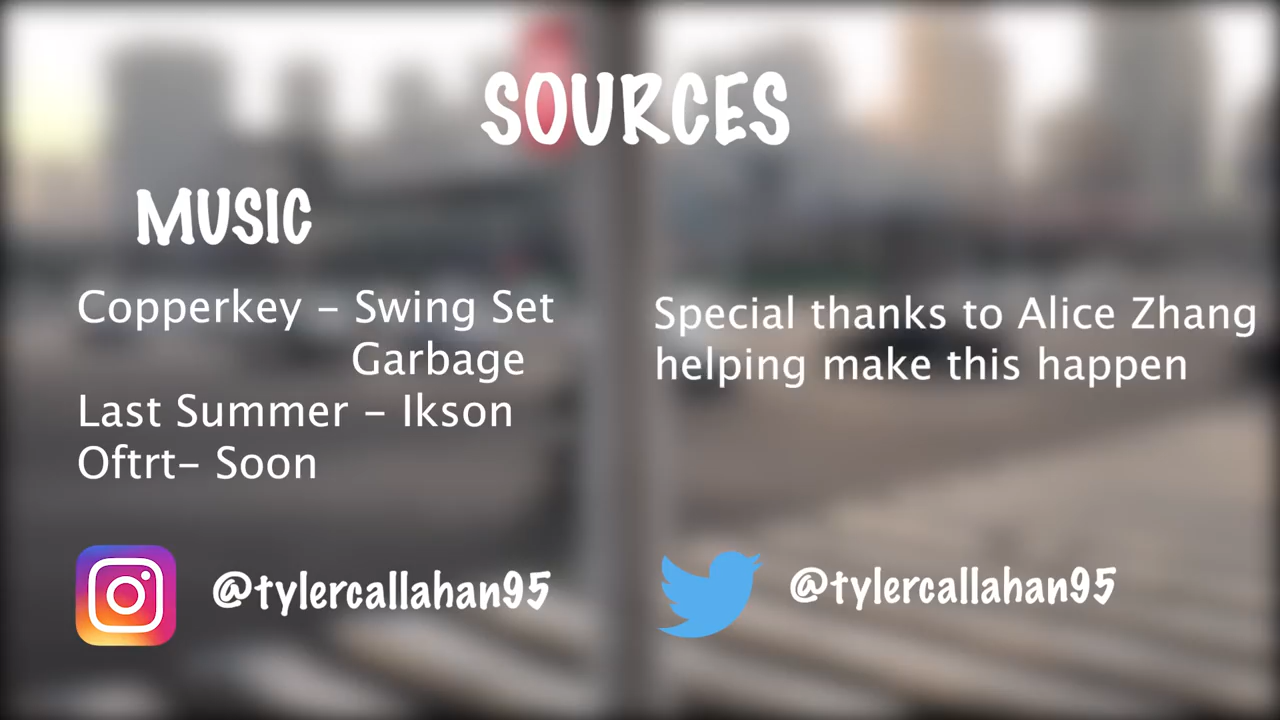 SOURCES
MUSIC
Copperkey – Swing Set
Garbage
Last Summer – Ikson
Oftrt– Soon
Special thanks to Alice Zhang
helping make this happen
@tylercallahan95
@tylercallahan95